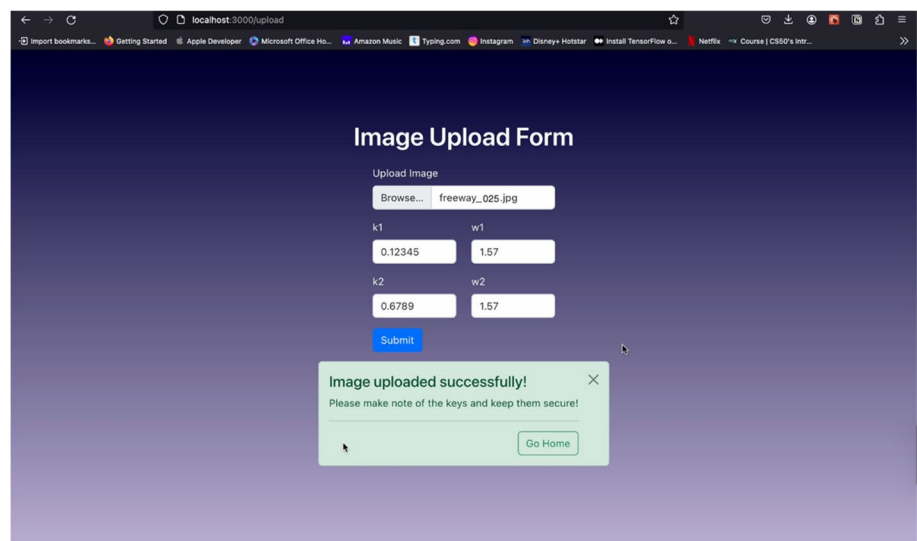 localhost:3000/upload
Import bookmarks... Getting Started Apple Developer Microsoft Office Ho... Amazon Music Typing.com Instagram Disney+ Hotstar Install TensorFlow o... Netflix Course | CS50's Intr...
Image Upload Form
Upload Image
Browse... freeway_025.jpg
k1 w1
0.12345 1.57
k2 w2
0.6789 1.57
Submit
Image uploaded successfully!
Please make note of the keys and keep them secure!
Go Home